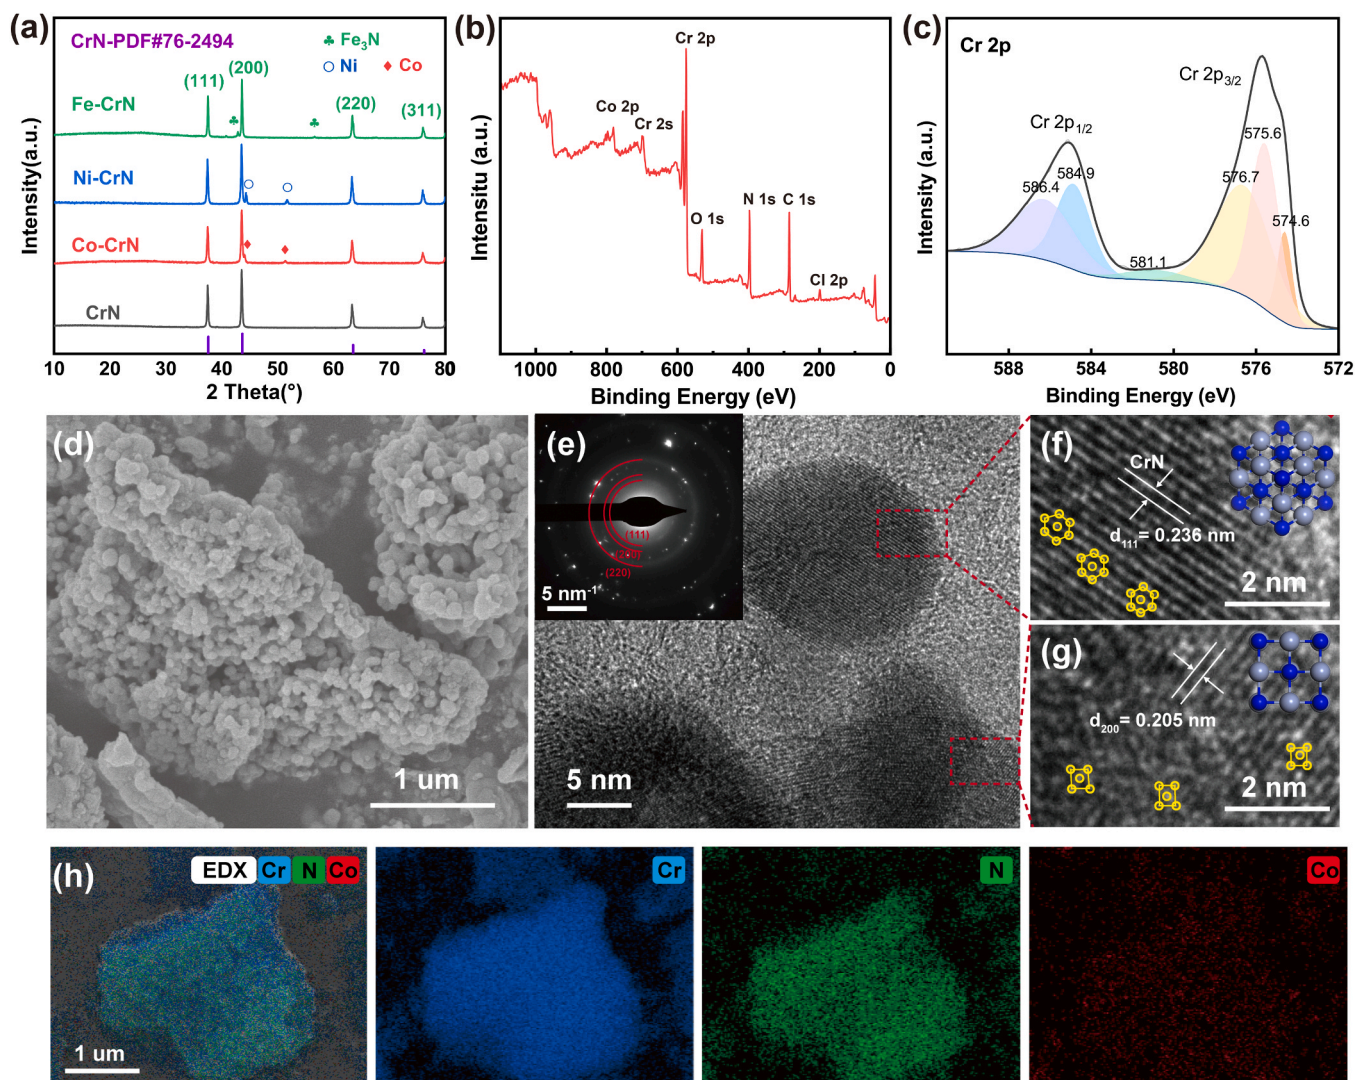 (a)
CrN-PDF#76-2494
♣ Fe₃N
○ Ni ♦ Co
(111)
(200)
(220)
(311)
Fe-CrN
Ni-CrN
Co-CrN
CrN
Intensity(a.u.)
10 20 30 40 50 60 70 80
2 Theta(°)
(b)
Cr 2p
Co 2p
Cr 2s
O 1s
N 1s
C 1s
Cl 2p
Intensitu (a.u.)
1000 800 600 400 200 0
Binding Energy (eV)
(c)
Cr 2p
Cr 2p₃/₂
Cr 2p₁/₂
575.6
576.7
574.6
586.4
584.9
581.1
Intensity (a.u.)
588 584 580 576 572
Binding Energy (eV)
(d)
1 um
(e)
(111)
(200)
(220)
5 nm⁻¹
5 nm
(f)
CrN
d₁₁₁= 0.236 nm
2 nm
(g)
d₂₀₀= 0.205 nm
2 nm
(h)
EDX Cr N Co
1 um
Cr
N
Co